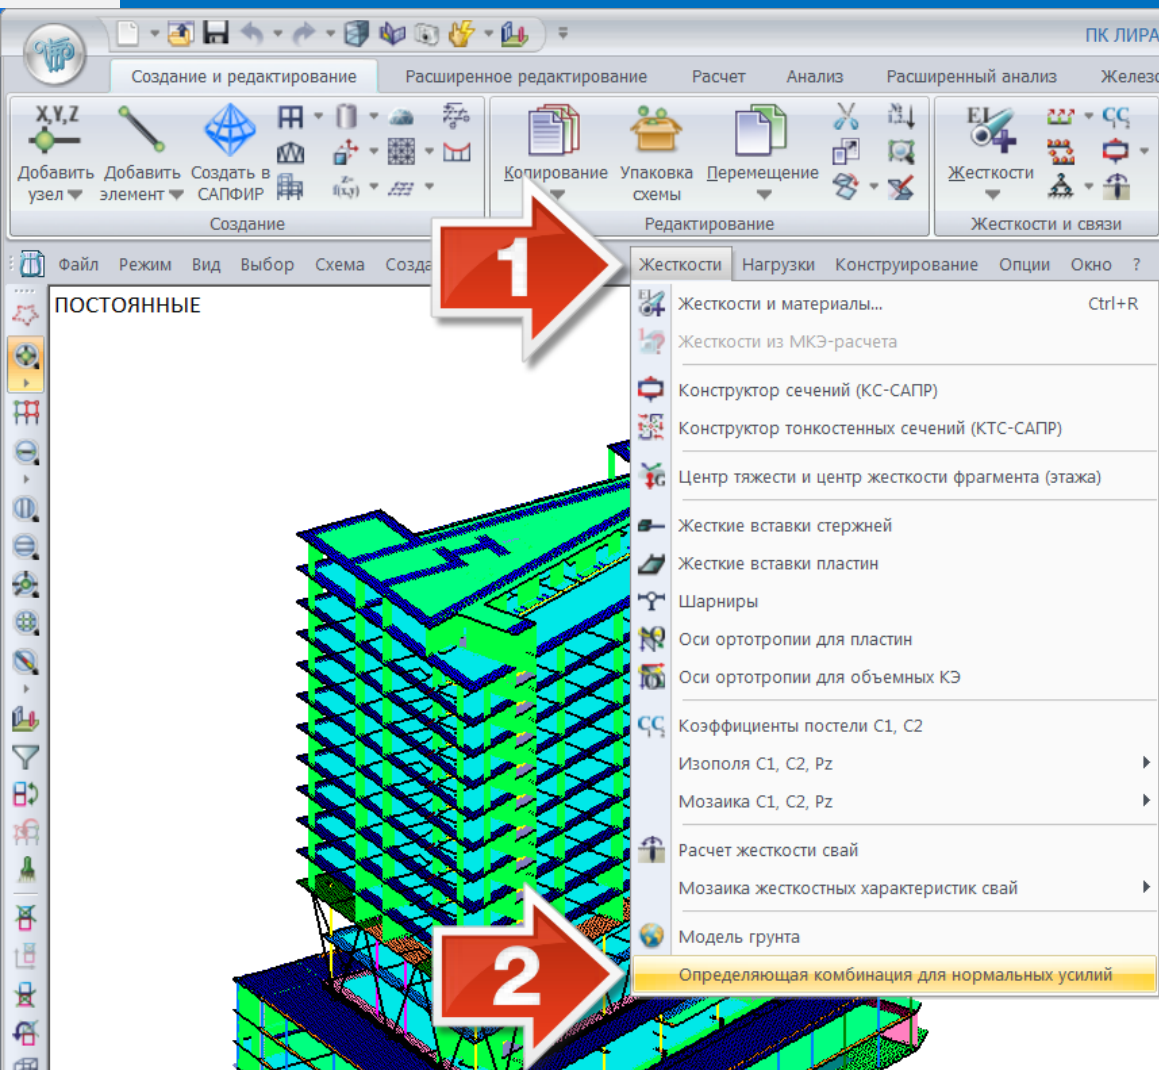 ПК ЛИРА
Создание и редактирование Расширенное редактирование Расчет Анализ Расширенный анализ
X,Y,Z
Добавить узел
Добавить элемент
Создать в САПФИР
f(x,y)
Создание
Копирование
Упаковка схемы
Перемещение
Редактирование
EI
Жесткости
Жесткости и связи
Файл Режим Вид Выбор Схема
Жесткости Нагрузки Конструирование Опции Окно ?
1
ПОСТОЯННЫЕ
Жесткости и материалы... Ctrl+R
Жесткости из МКЭ-расчета
Конструктор сечений (КС-САПР)
Конструктор тонкостенных сечений (КТС-САПР)
Центр тяжести и центр жесткости фрагмента (этажа)
Жесткие вставки стержней
Жесткие вставки пластин
Шарниры
Оси ортотропии для пластин
Оси ортотропии для объемных КЭ
Коэффициенты постели C1, C2
Изополя C1, C2, Pz
Мозаика C1, C2, Pz
Расчет жесткости свай
Мозаика жесткостных характеристик свай
Модель грунта
2
Определяющая комбинация для нормальных усилий